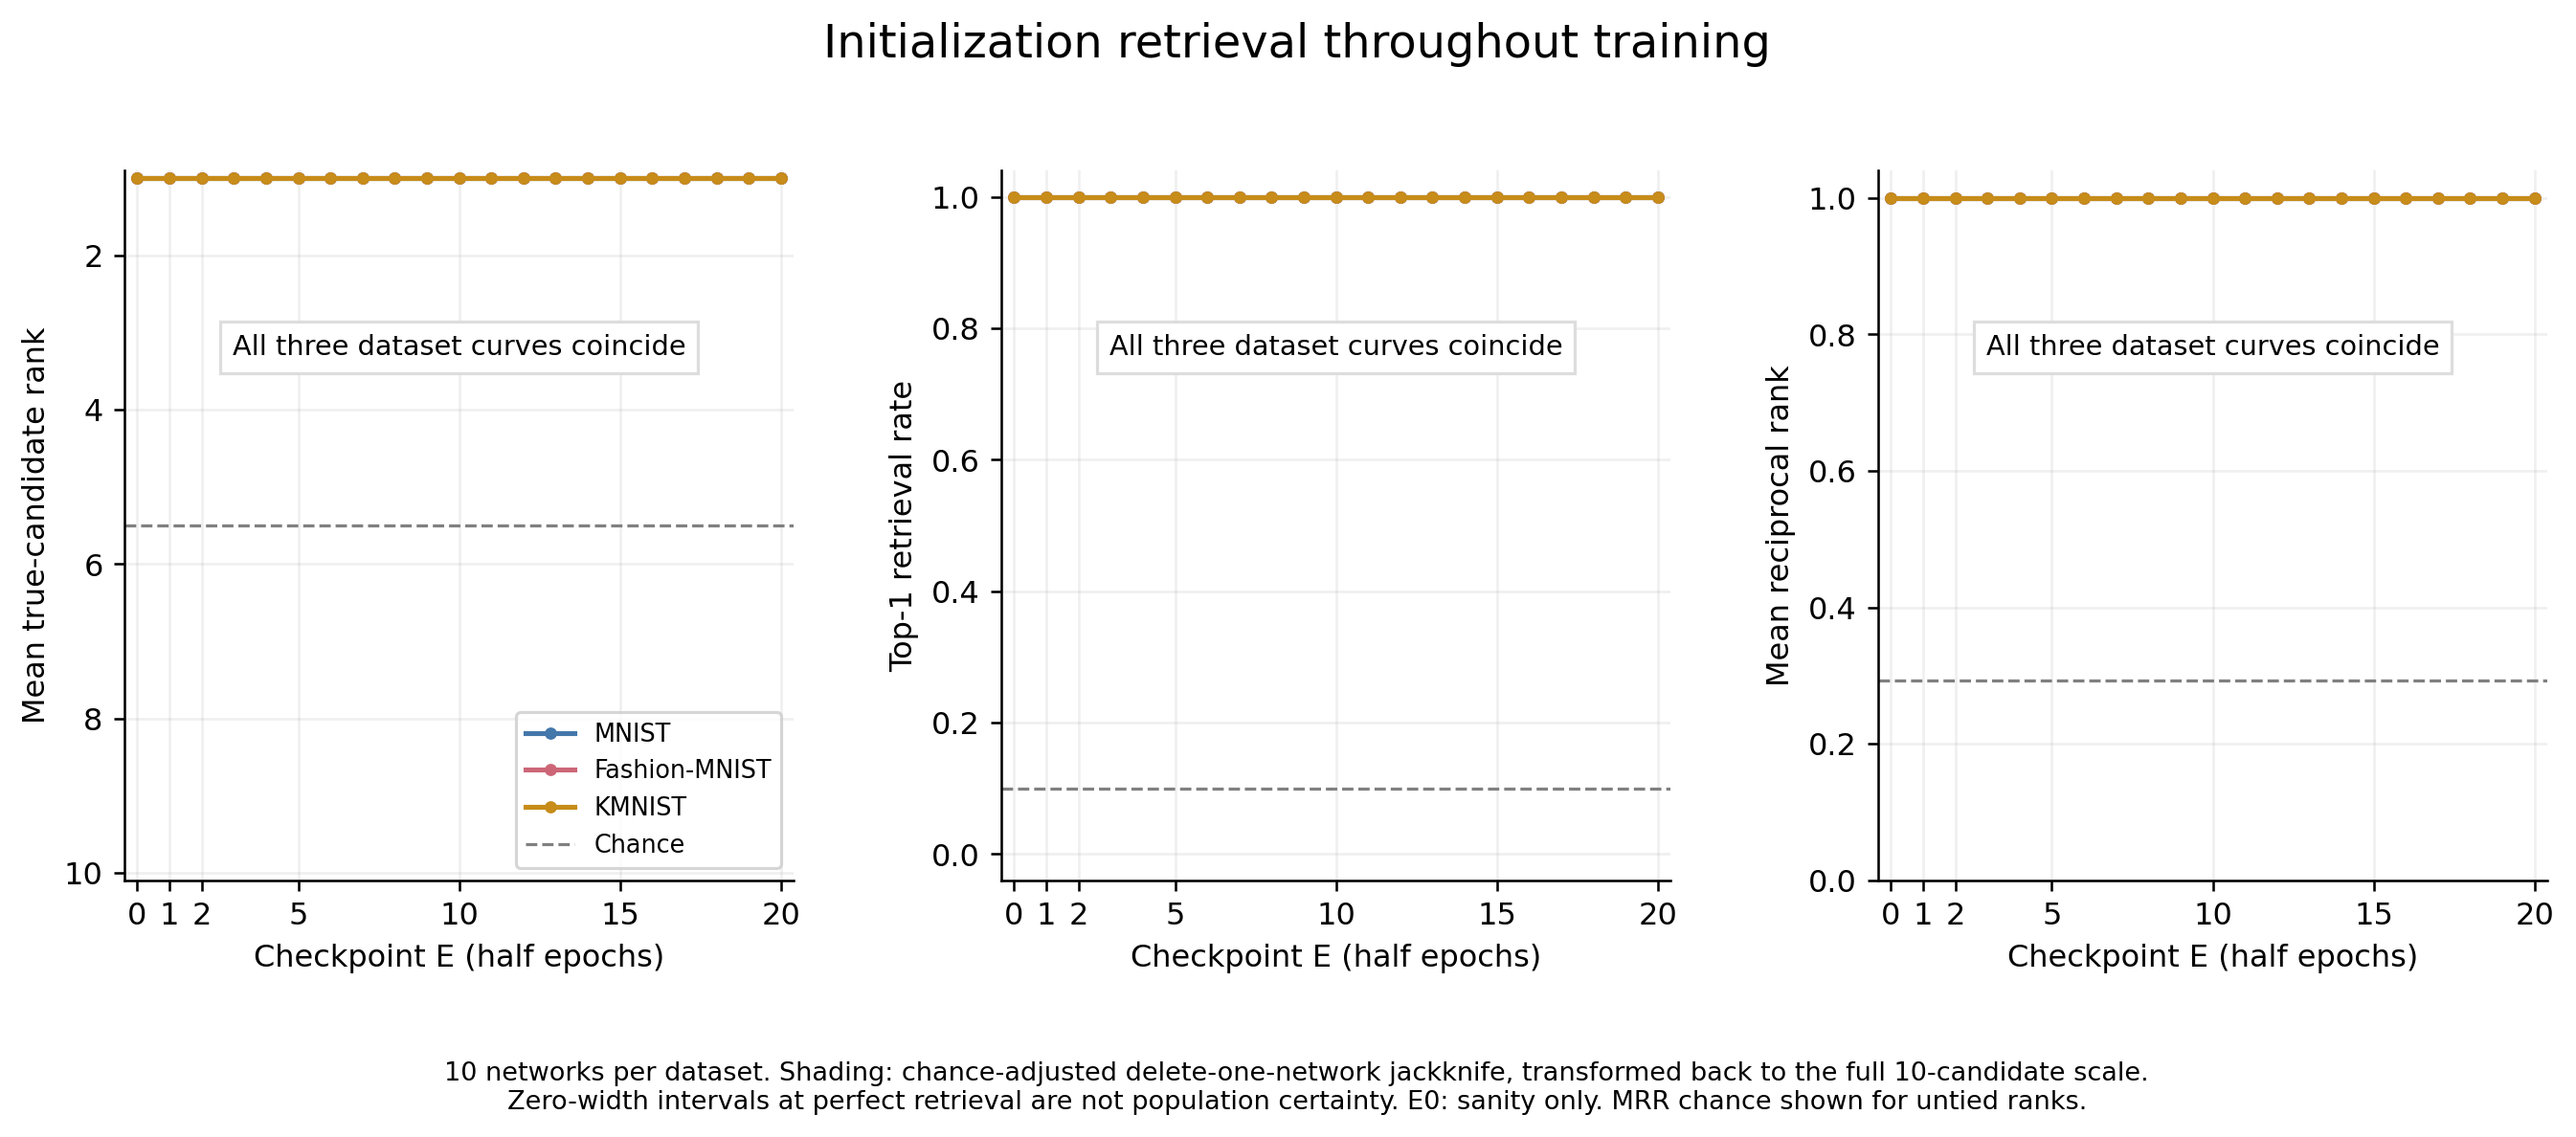 Initialization retrieval throughout training
Mean true-candidate rank
2
4
6
8
10
All three dataset curves coincide
MNIST
Fashion-MNIST
KMNIST
Chance
0 1 2 5 10 15 20
Checkpoint E (half epochs)
Top-1 retrieval rate
1.0
0.8
0.6
0.4
0.2
0.0
All three dataset curves coincide
0 1 2 5 10 15 20
Checkpoint E (half epochs)
Mean reciprocal rank
1.0
0.8
0.6
0.4
0.2
0.0
All three dataset curves coincide
0 1 2 5 10 15 20
Checkpoint E (half epochs)
10 networks per dataset. Shading: chance-adjusted delete-one-network jackknife, transformed back to the full 10-candidate scale.
Zero-width intervals at perfect retrieval are not population certainty. E0: sanity only. MRR chance shown for untied ranks.